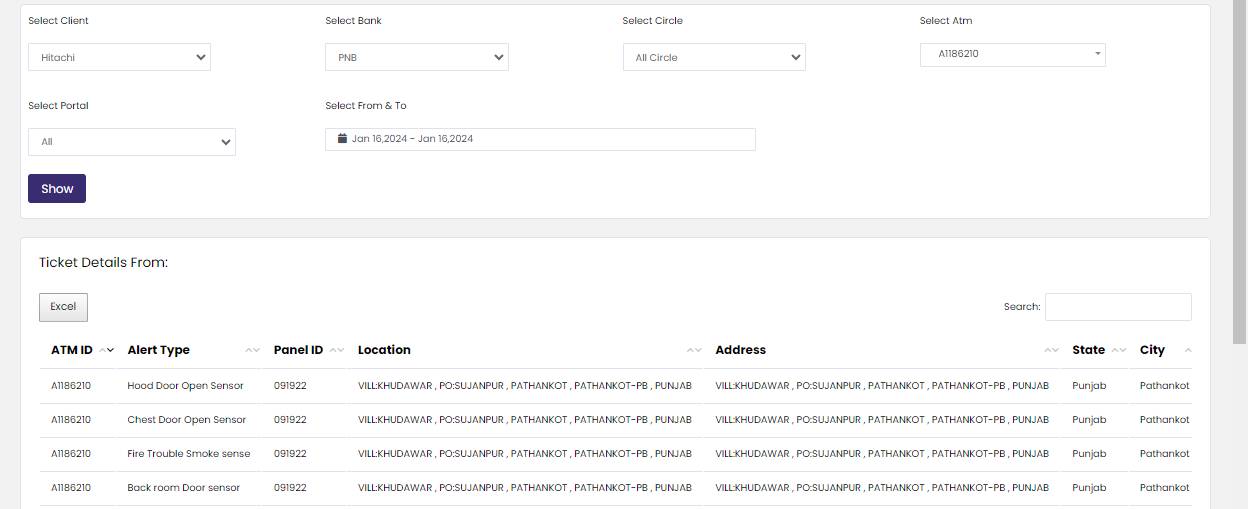 Select Client Select Bank Select Circle Select Atm
Hitachi PNB All Circle A1186210
Select Portal Select From & To
All Jan 16,2024 - Jan 16,2024
Show
Ticket Details From:
Excel Search:
ATM ID Alert Type Panel ID Location Address State City
A1186210 Hood Door Open Sensor 091922 VILL:KHUDAWAR , PO:SUJANPUR , PATHANKOT , PATHANKOT-PB , PUNJAB VILL:KHUDAWAR , PO:SUJANPUR , PATHANKOT , PATHANKOT-PB , PUNJAB Punjab Pathankot
A1186210 Chest Door Open Sensor 091922 VILL:KHUDAWAR , PO:SUJANPUR , PATHANKOT , PATHANKOT-PB , PUNJAB VILL:KHUDAWAR , PO:SUJANPUR , PATHANKOT , PATHANKOT-PB , PUNJAB Punjab Pathankot
A1186210 Fire Trouble Smoke sense 091922 VILL:KHUDAWAR , PO:SUJANPUR , PATHANKOT , PATHANKOT-PB , PUNJAB VILL:KHUDAWAR , PO:SUJANPUR , PATHANKOT , PATHANKOT-PB , PUNJAB Punjab Pathankot
A1186210 Back room Door sensor 091922 VILL:KHUDAWAR , PO:SUJANPUR , PATHANKOT , PATHANKOT-PB , PUNJAB VILL:KHUDAWAR , PO:SUJANPUR , PATHANKOT , PATHANKOT-PB , PUNJAB Punjab Pathankot